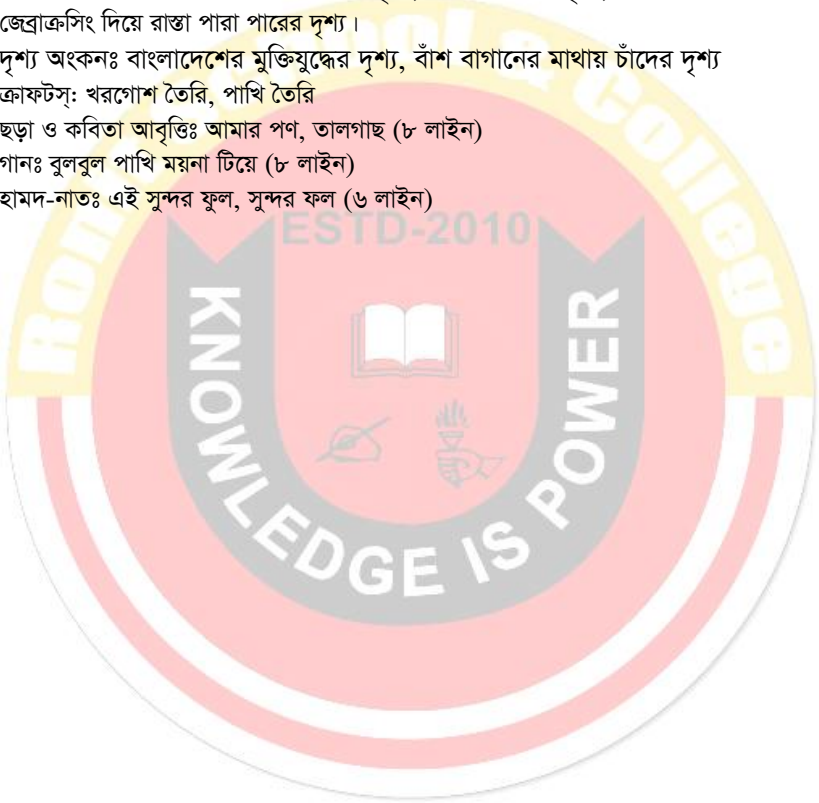 জেব্রাক্রসিং দিয়ে রাস্তা পারা পারের দৃশ্য।
দৃশ্য অংকনঃ বাংলাদেশের মুক্তিযুদ্ধের দৃশ্য, বাঁশ বাগানের মাথায় চাঁদের দৃশ্য
ক্রাফটস্: খরগোশ তৈরি, পাখি তৈরি
ছড়া ও কবিতা আবৃত্তিঃ আমার পণ, তালগাছ (৮ লাইন)
গানঃ বুলবুল পাখি ময়না টিয়ে (৮ লাইন)
হামদ-নাতঃ এই সুন্দর ফুল, সুন্দর ফল (৬ লাইন)
ESTD-2010
KNOWLEDGE IS POWER
& College